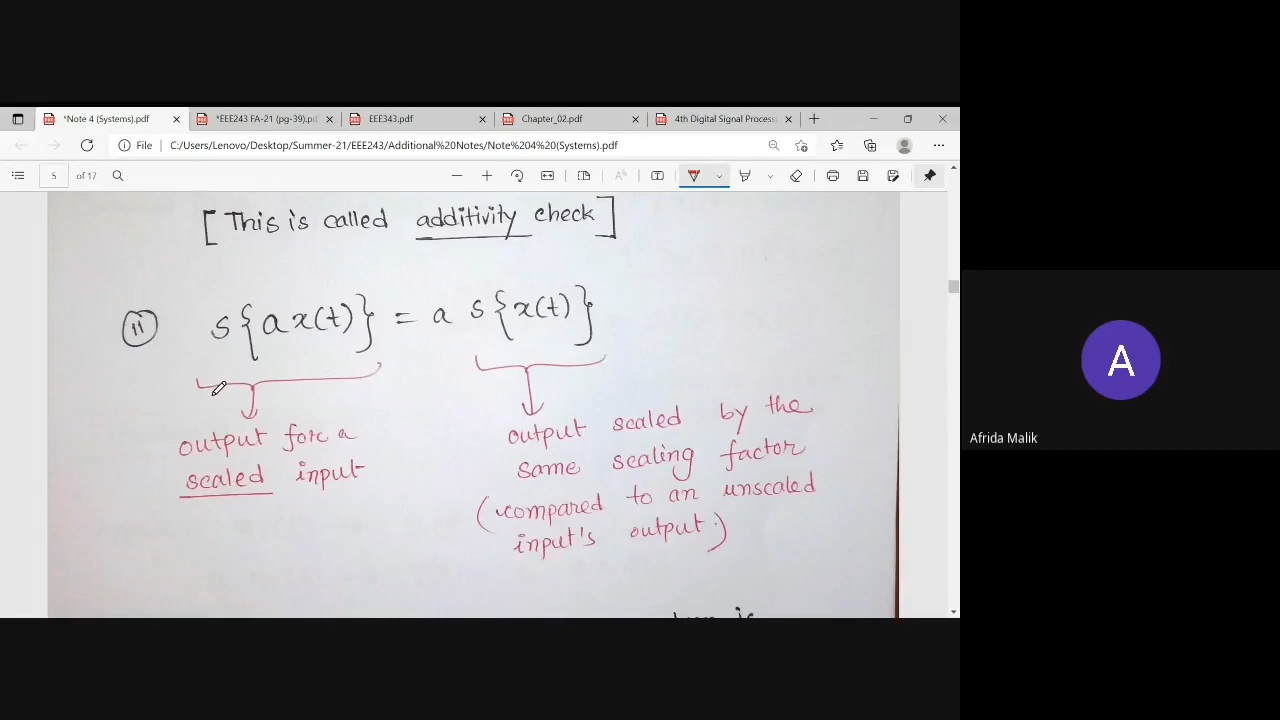 *Note 4 (Systems).pdf
*EEE243 FA-21 (pg-39).pd
EEE343.pdf
Chapter_02.pdf
4th Digital Signal Process
File
C:/Users/Lenovo/Desktop/Summer-21/EEE243/Additional%20Notes/Note%204%20(Systems).pdf
5 of 17
[This is called additivity check]
(ii) S{a x(t)} = a S{x(t)}
output for a
scaled input
output scaled by the
same scaling factor
(compared to an unscaled
input's output.)
A
Afrida Malik